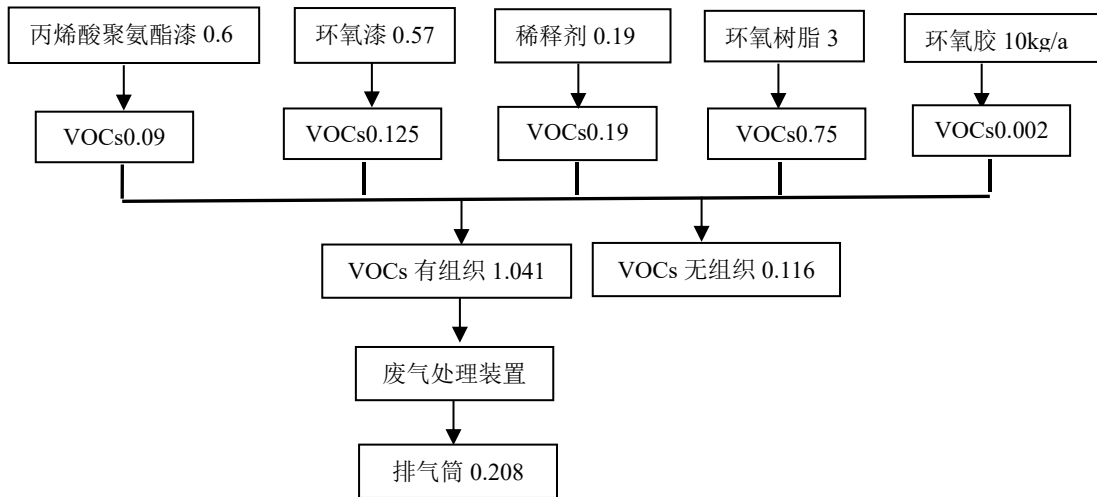 丙烯酸聚氨酯漆 0.6
环氧漆 0.57
稀释剂 0.19
环氧树脂 3
环氧胶 10kg/a
VOCs0.09
VOCs0.125
VOCs0.19
VOCs0.75
VOCs0.002
VOCs 有组织 1.041
VOCs 无组织 0.116
废气处理装置
排气筒 0.208